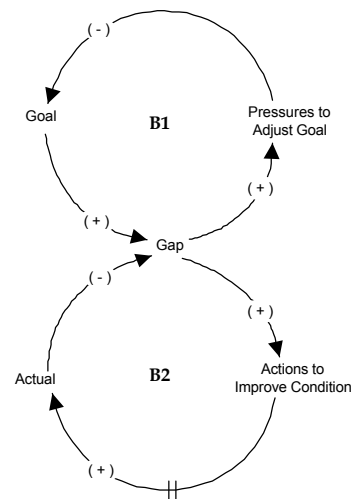 ( - )
Goal
B1
Pressures to
Adjust Goal
( + )
( + )
Gap
( - )
( + )
Actual
B2
Actions to
Improve Condition
( + )